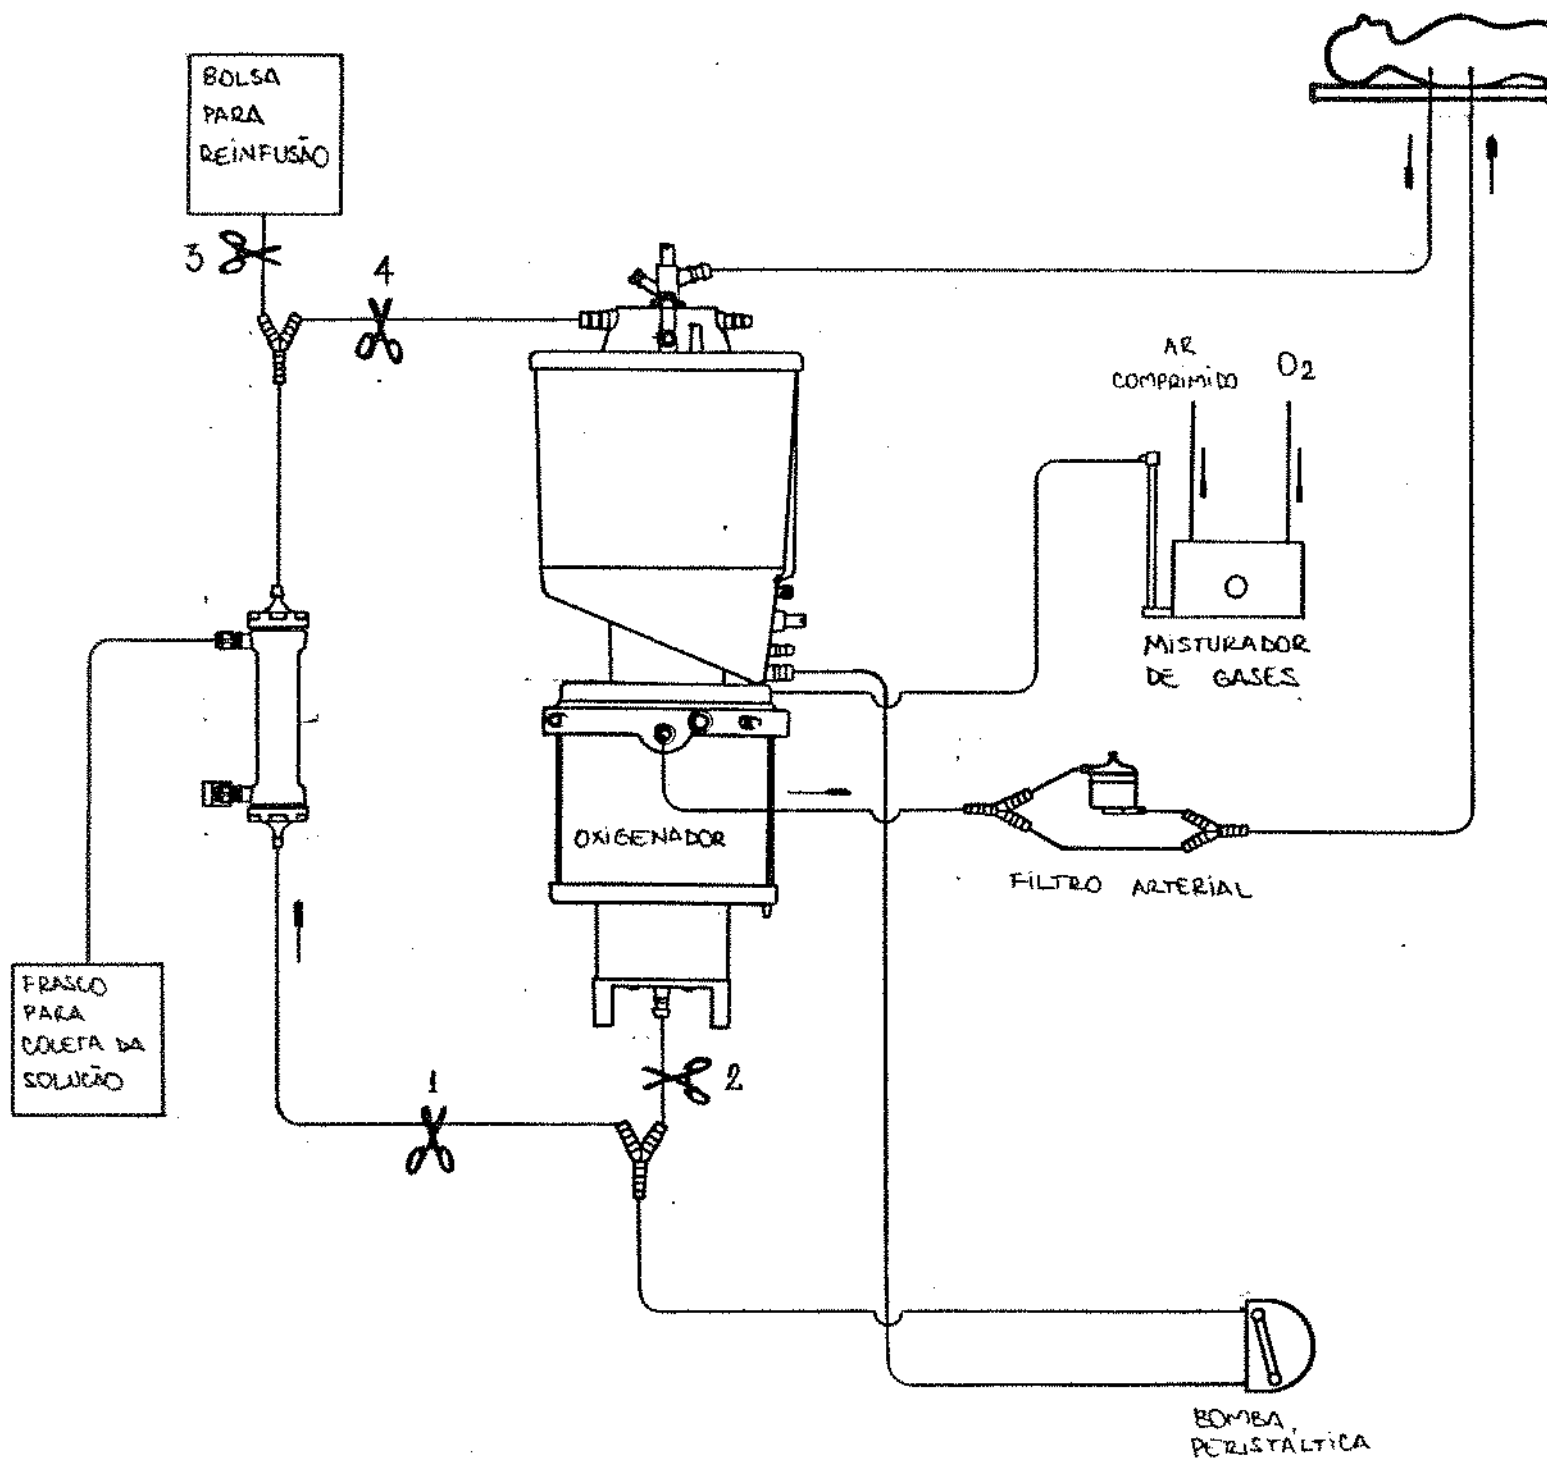 BOLSA
PARA
REINFUSÃO
3
4
AR
COMPRIMIDO
O2
MISTURADOR
DE GASES
OXIGENADOR
FILTRO ARTERIAL
FRASCO
PARA
COLETA DA
SOLUÇÃO
1
2
BOMBA
PERISTÁLTICA